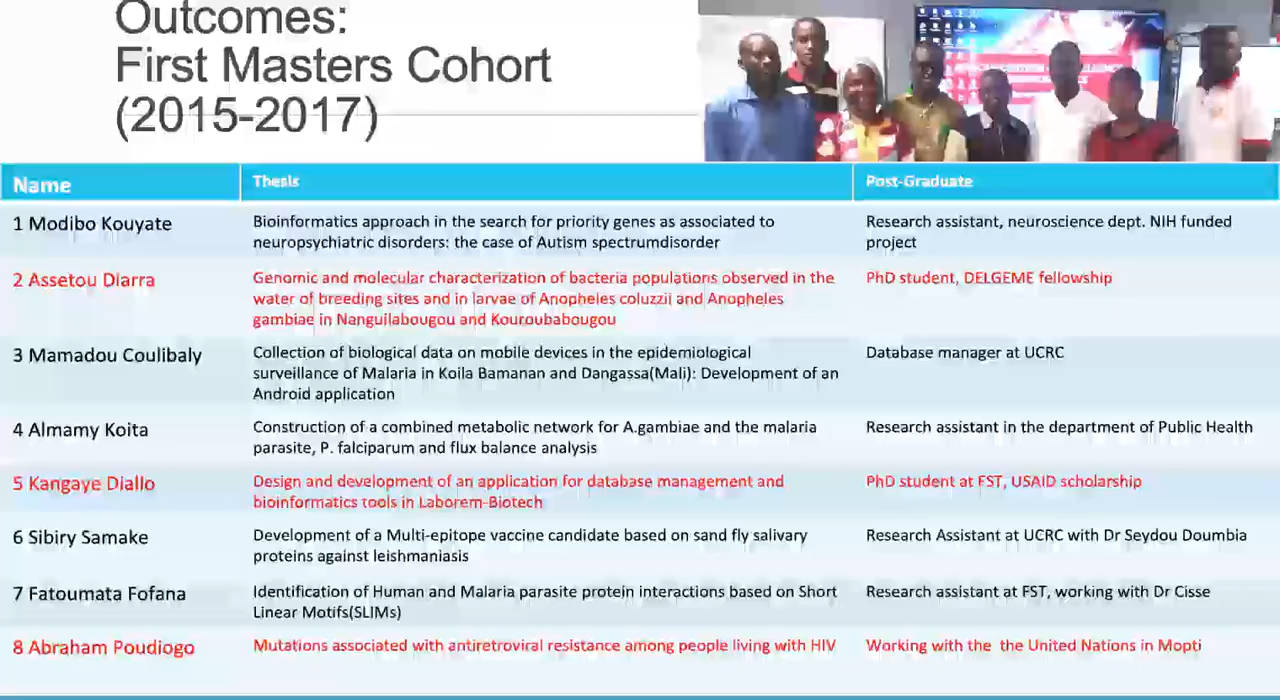 Outcomes:
First Masters Cohort
(2015-2017)
Name
Thesis
Post-Graduate
1 Modibo Kouyate
Bioinformatics approach in the search for priority genes as associated to
neuropsychiatric disorders: the case of Autism spectrumdisorder
Research assistant, neuroscience dept. NIH funded
project
2 Assetou Diarra
Genomic and molecular characterization of bacteria populations observed in the
water of breeding sites and in larvae of Anopheles coluzzii and Anopheles
gambiae in Nanguilabougou and Kouroubabougou
PhD student, DELGEME fellowship
3 Mamadou Coulibaly
Collection of biological data on mobile devices in the epidemiological
surveillance of Malaria in Koila Bamanan and Dangassa(Mali): Development of an
Android application
Database manager at UCRC
4 Almamy Koita
Construction of a combined metabolic network for A.gambiae and the malaria
parasite, P. falciparum and flux balance analysis
Research assistant in the department of Public Health
5 Kangaye Diallo
Design and development of an application for database management and
bioinformatics tools in Laborem-Biotech
PhD student at FST, USAID scholarship
6 Sibiry Samake
Development of a Multi-epitope vaccine candidate based on sand fly salivary
proteins against leishmaniasis
Research Assistant at UCRC with Dr Seydou Doumbia
7 Fatoumata Fofana
Identification of Human and Malaria parasite protein interactions based on Short
Linear Motifs(SLIMs)
Research assistant at FST, working with Dr Cisse
8 Abraham Poudiogo
Mutations associated with antiretroviral resistance among people living with HIV
Working with the the United Nations in Mopti